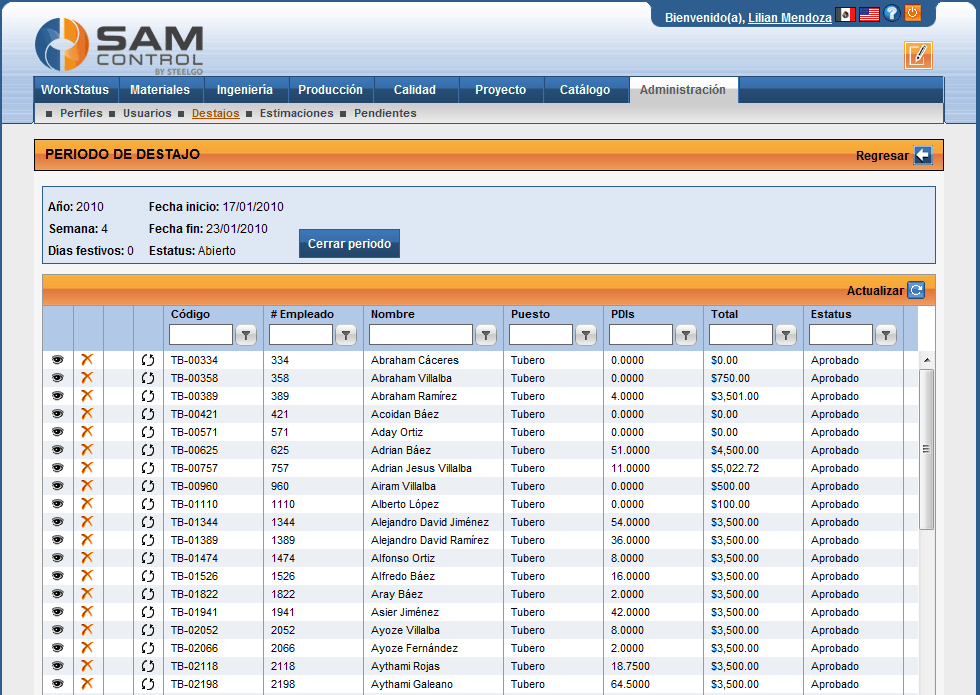 Bienvenido(a), Lilian Mendoza
SAM
CONTROL
BY STEELGO
WorkStatus Materiales Ingeniería Producción Calidad Proyecto Catálogo Administración
Perfiles Usuarios Destajos Estimaciones Pendientes
PERIODO DE DESTAJO Regresar
Año: 2010 Fecha inicio: 17/01/2010
Semana: 4 Fecha fin: 23/01/2010
Cerrar periodo
Días festivos: 0 Estatus: Abierto
Actualizar
Código # Empleado Nombre Puesto PDIs Total Estatus
TB-00334 334 Abraham Cáceres Tubero 0.0000 $0.00 Aprobado
TB-00358 358 Abraham Villalba Tubero 0.0000 $750.00 Aprobado
TB-00389 389 Abraham Ramírez Tubero 4.0000 $3,501.00 Aprobado
TB-00421 421 Acoidan Báez Tubero 0.0000 $0.00 Aprobado
TB-00571 571 Aday Ortiz Tubero 0.0000 $0.00 Aprobado
TB-00625 625 Adrian Báez Tubero 51.0000 $4,500.00 Aprobado
TB-00757 757 Adrian Jesus Villalba Tubero 11.0000 $5,022.72 Aprobado
TB-00960 960 Airam Villalba Tubero 0.0000 $500.00 Aprobado
TB-01110 1110 Alberto López Tubero 0.0000 $100.00 Aprobado
TB-01344 1344 Alejandro David Jiménez Tubero 54.0000 $3,500.00 Aprobado
TB-01389 1389 Alejandro David Ramírez Tubero 36.0000 $3,500.00 Aprobado
TB-01474 1474 Alfonso Ortiz Tubero 8.0000 $3,500.00 Aprobado
TB-01526 1526 Alfredo Báez Tubero 16.0000 $3,500.00 Aprobado
TB-01822 1822 Aray Báez Tubero 2.0000 $3,500.00 Aprobado
TB-01941 1941 Asier Jiménez Tubero 42.0000 $3,500.00 Aprobado
TB-02052 2052 Ayoze Villalba Tubero 8.0000 $3,500.00 Aprobado
TB-02066 2066 Ayoze Fernández Tubero 2.0000 $3,500.00 Aprobado
TB-02118 2118 Aythami Rojas Tubero 18.7500 $3,500.00 Aprobado
TB-02198 2198 Aythami Galeano Tubero 64.5000 $3,500.00 Aprobado